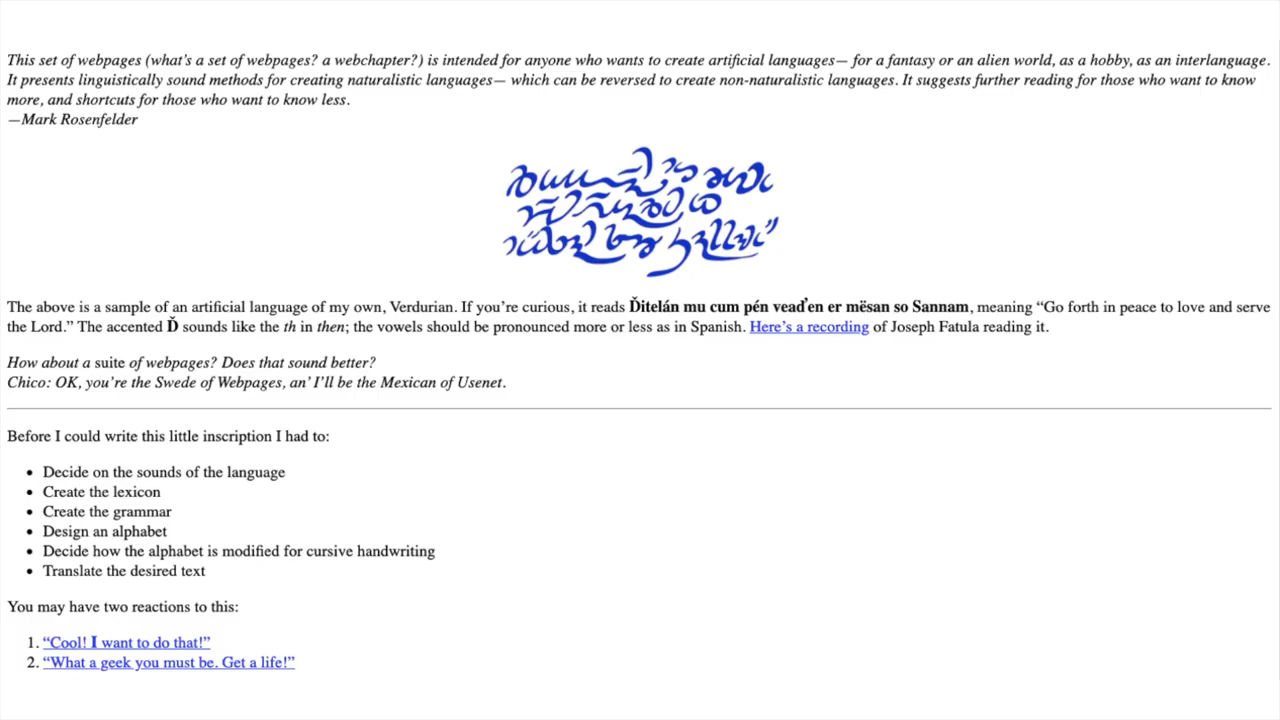 This set of webpages (what’s a set of webpages? a webchapter?) is intended for anyone who wants to create artificial languages— for a fantasy or an alien world, as a hobby, as an interlanguage.
It presents linguistically sound methods for creating naturalistic languages— which can be reversed to create non-naturalistic languages. It suggests further reading for those who want to know
more, and shortcuts for those who want to know less.
—Mark Rosenfelder
The above is a sample of an artificial language of my own, Verdurian. If you’re curious, it reads Ďitelán mu cum pén veaďen er mësan so Sannam, meaning “Go forth in peace to love and serve
the Lord.” The accented Ď sounds like the th in then; the vowels should be pronounced more or less as in Spanish. Here’s a recording of Joseph Fatula reading it.
How about a suite of webpages? Does that sound better?
Chico: OK, you’re the Swede of Webpages, an’ I’ll be the Mexican of Usenet.
Before I could write this little inscription I had to:
• Decide on the sounds of the language
• Create the lexicon
• Create the grammar
• Design an alphabet
• Decide how the alphabet is modified for cursive handwriting
• Translate the desired text
You may have two reactions to this:
1. “Cool! I want to do that!”
2. “What a geek you must be. Get a life!”